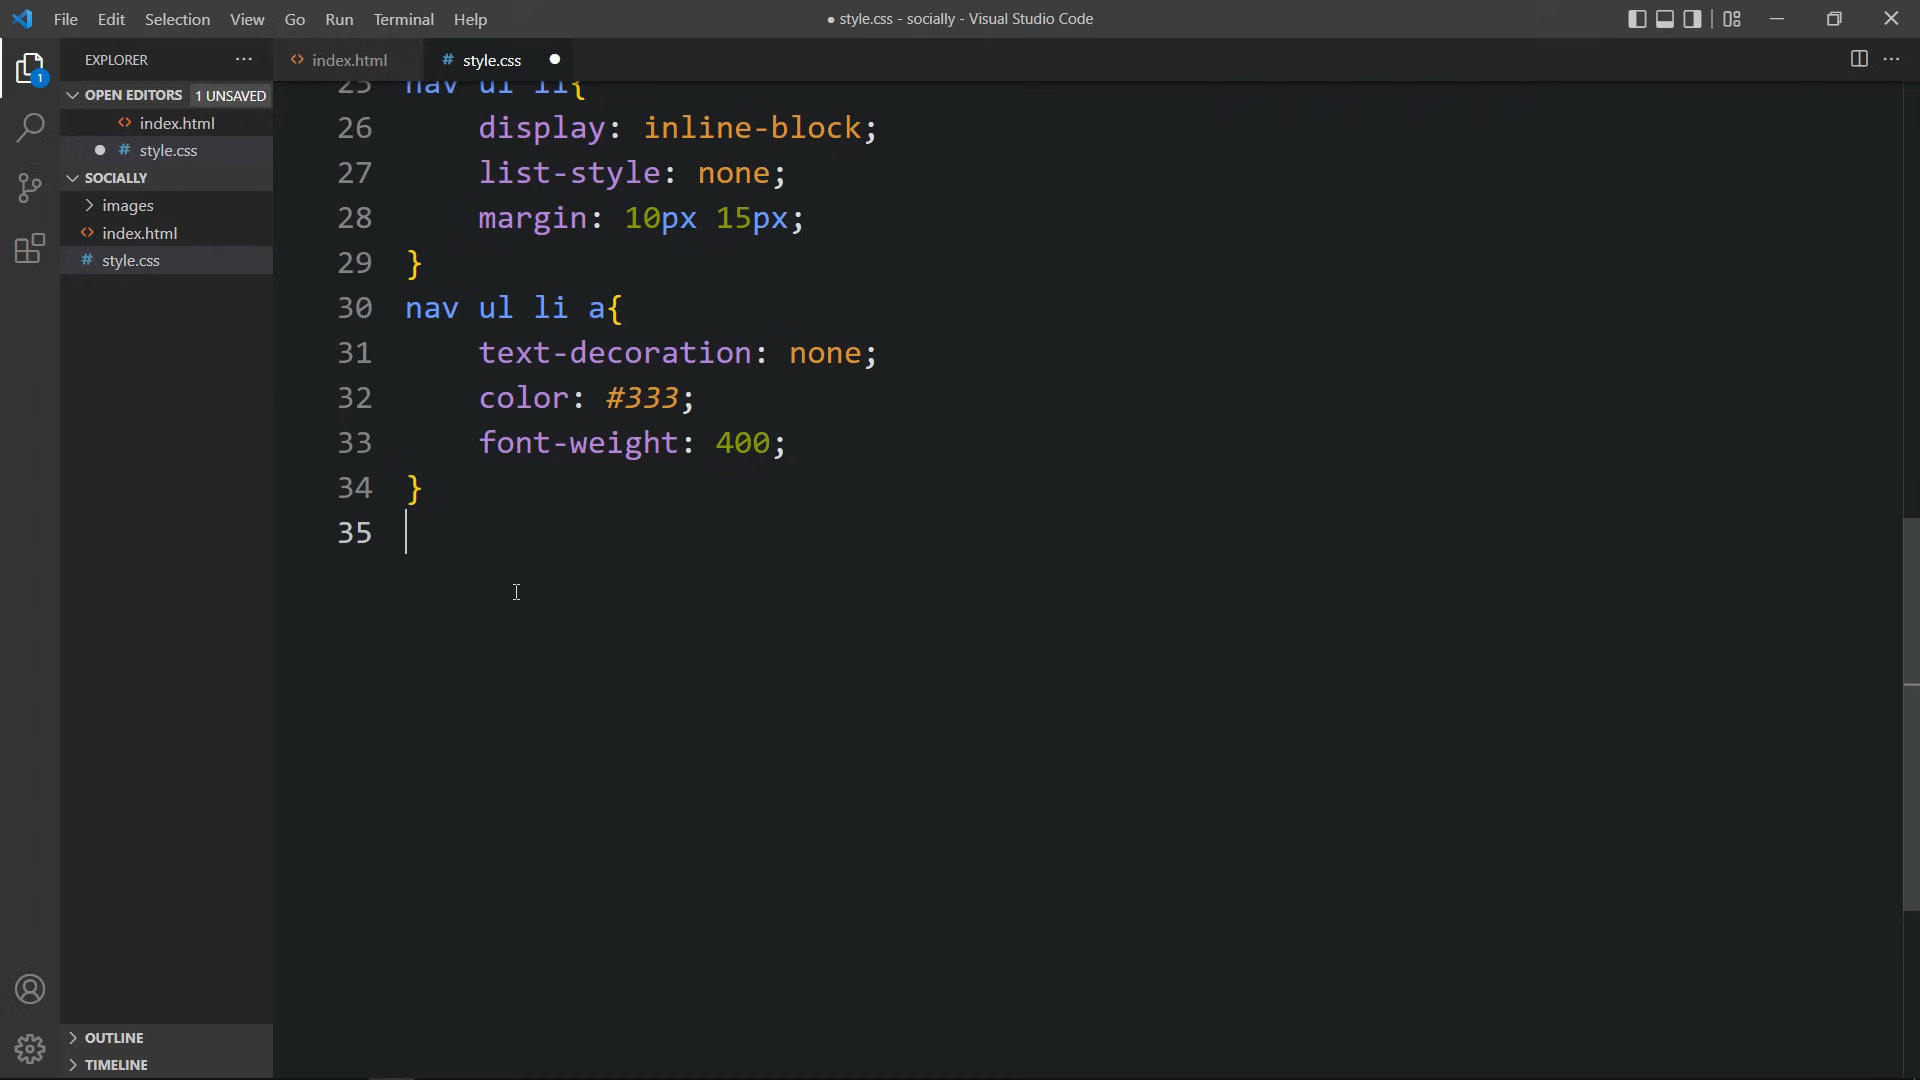 File Edit Selection View Go Run Terminal Help
● style.css - socially - Visual Studio Code
EXPLORER
index.html
# style.css
1
OPEN EDITORS 1 UNSAVED
index.html
# style.css
SOCIALLY
images
index.html
# style.css
25 nav ul li{
26 display: inline-block;
27 list-style: none;
28 margin: 10px 15px;
29 }
30 nav ul li a{
31 text-decoration: none;
32 color: #333;
33 font-weight: 400;
34 }
35
OUTLINE
TIMELINE